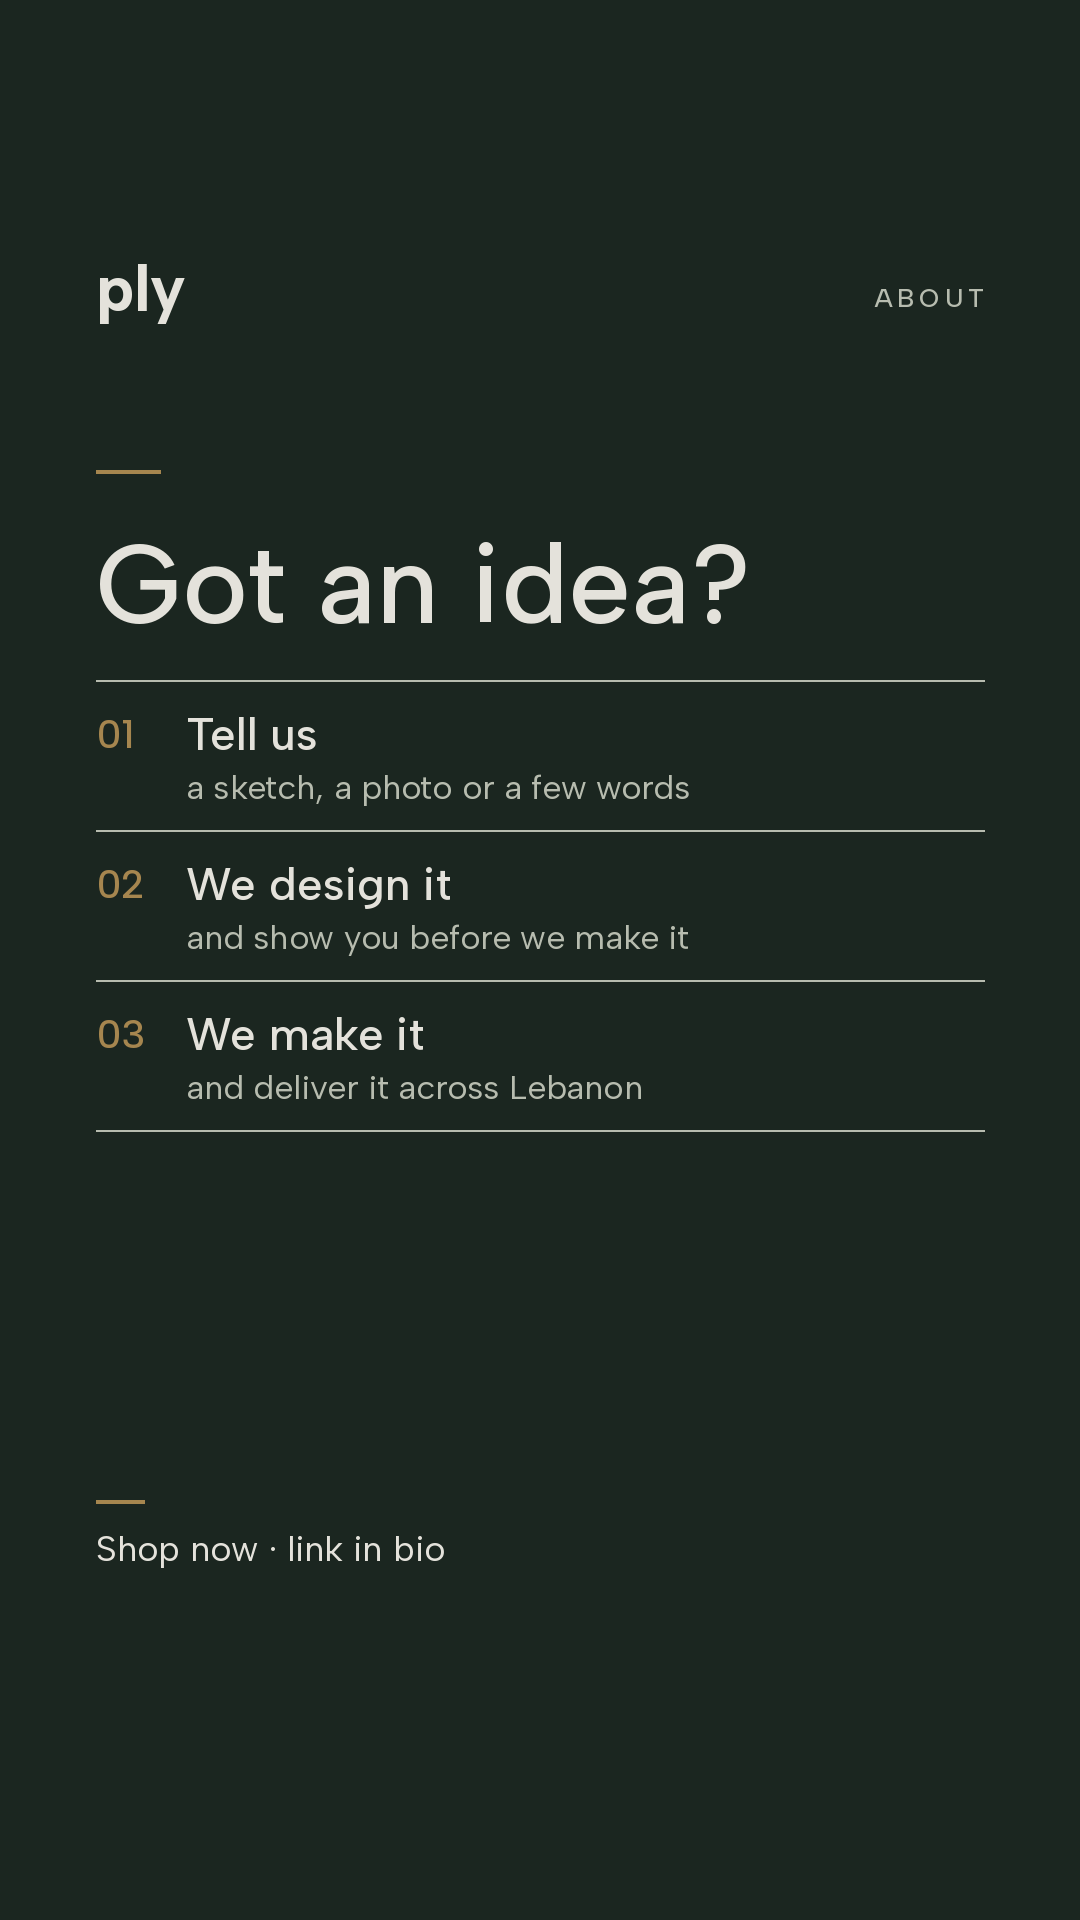 ply
ABOUT
Got an idea?
01 Tell us
a sketch, a photo or a few words
02 We design it
and show you before we make it
03 We make it
and deliver it across Lebanon
Shop now · link in bio